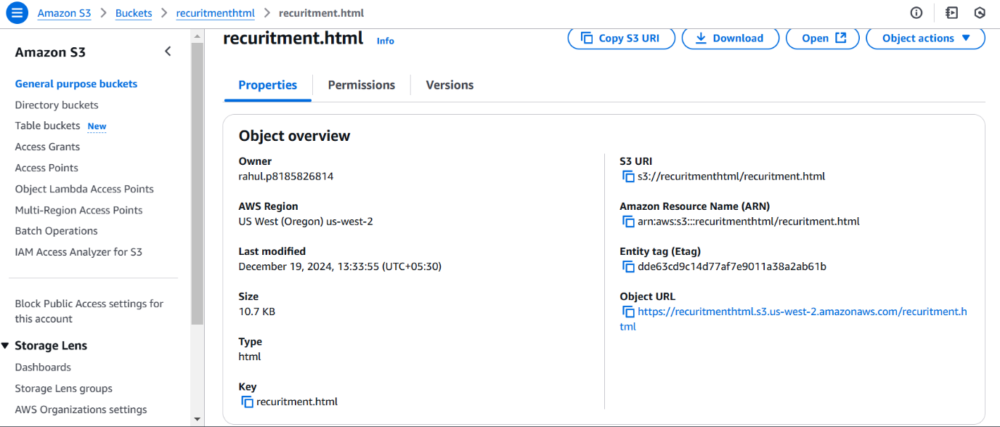 Amazon S3 > Buckets > recuritmenthtml > recuritment.html
Amazon S3
General purpose buckets
Directory buckets
Table buckets New
Access Grants
Access Points
Object Lambda Access Points
Multi-Region Access Points
Batch Operations
IAM Access Analyzer for S3
Block Public Access settings for
this account
Storage Lens
Dashboards
Storage Lens groups
AWS Organizations settings
recuritment.html Info
Copy S3 URI Download Open Object actions
Properties Permissions Versions
Object overview
Owner
rahul.p8185826814
AWS Region
US West (Oregon) us-west-2
Last modified
December 19, 2024, 13:33:55 (UTC+05:30)
Size
10.7 KB
Type
html
Key
recuritment.html
S3 URI
s3://recuritmenthtml/recuritment.html
Amazon Resource Name (ARN)
arn:aws:s3:::recuritmenthtml/recuritment.html
Entity tag (Etag)
dde63cd9c14d77af7e9011a38a2ab61b
Object URL
https://recuritmenthtml.s3.us-west-2.amazonaws.com/recuritment.h
tml